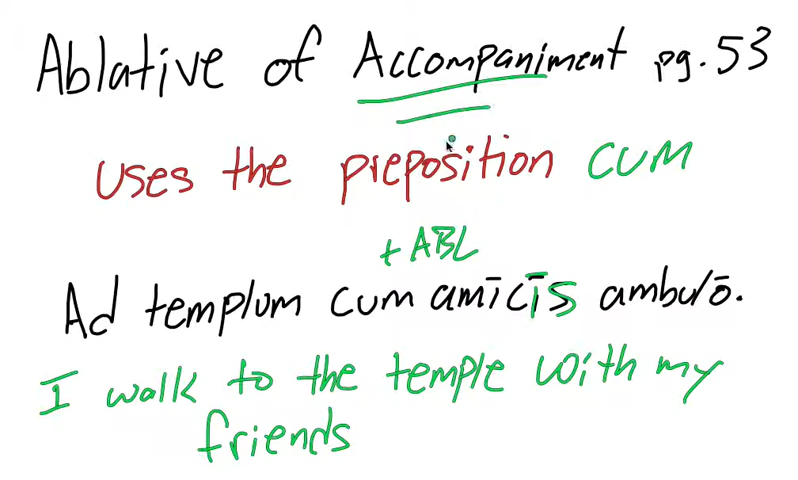 Ablative of Accompaniment pg. 53
uses the preposition CUM
+ ABL
Ad templum cum amīcīs ambulō.
I walk to the temple with my
friends